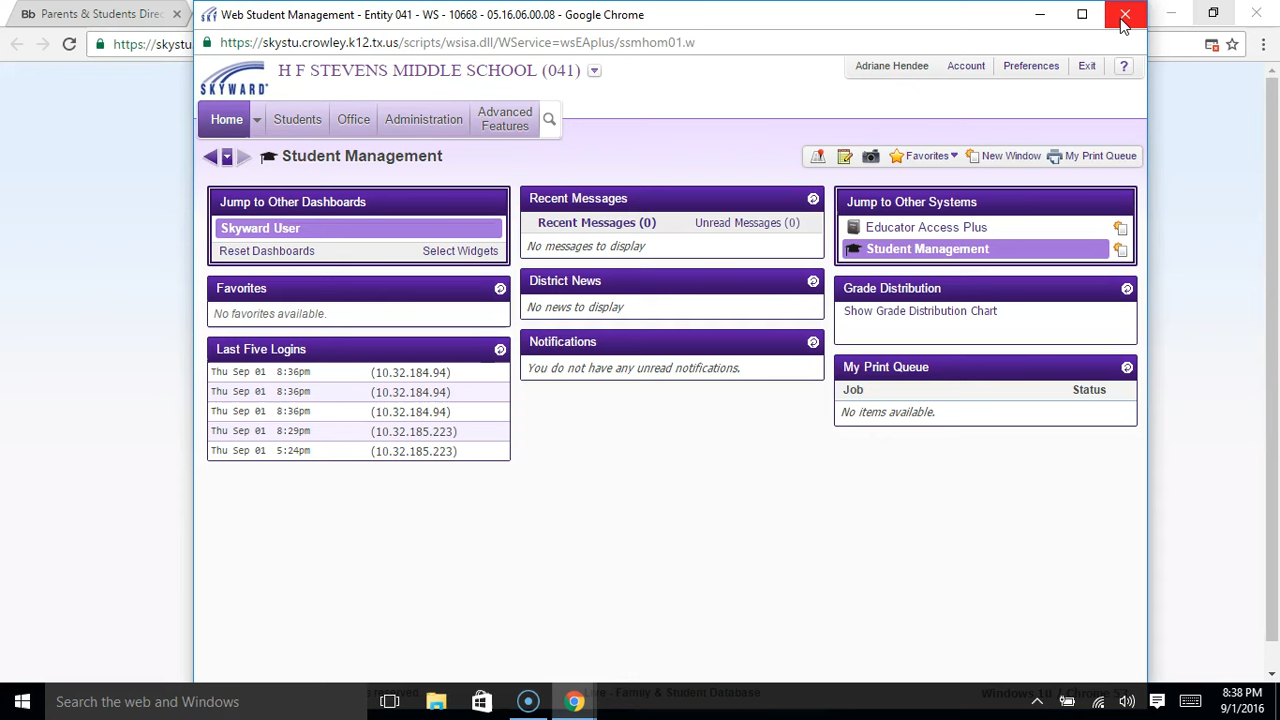 Bb Parents & Students Direc
Web Student Management - Entity 041 - WS - 10668 - 05.16.06.00.08 - Google Chrome
https://skystu
https://skystu.crowley.k12.tx.us/scripts/wsisa.dll/WService=wsEAplus/ssmhom01.w
SKYWARD
H F STEVENS MIDDLE SCHOOL (041)
Adriane Hendee Account Preferences Exit ?
Home Students Office Administration Advanced Features
Student Management
Favorites New Window My Print Queue
Jump to Other Dashboards
Skyward User
Reset Dashboards Select Widgets
Favorites
No favorites available.
Last Five Logins
Thu Sep 01 8:36pm (10.32.184.94)
Thu Sep 01 8:36pm (10.32.184.94)
Thu Sep 01 8:36pm (10.32.184.94)
Thu Sep 01 8:29pm (10.32.185.223)
Thu Sep 01 5:24pm (10.32.185.223)
Recent Messages
Recent Messages (0) Unread Messages (0)
No messages to display
District News
No news to display
Notifications
You do not have any unread notifications.
Jump to Other Systems
Educator Access Plus
Student Management
Grade Distribution
Show Grade Distribution Chart
My Print Queue
Job Status
No items available.
Search the web and Windows
reserved. Live - Family & Student Database Windows 10 / Chrome 5
8:38 PM
9/1/2016